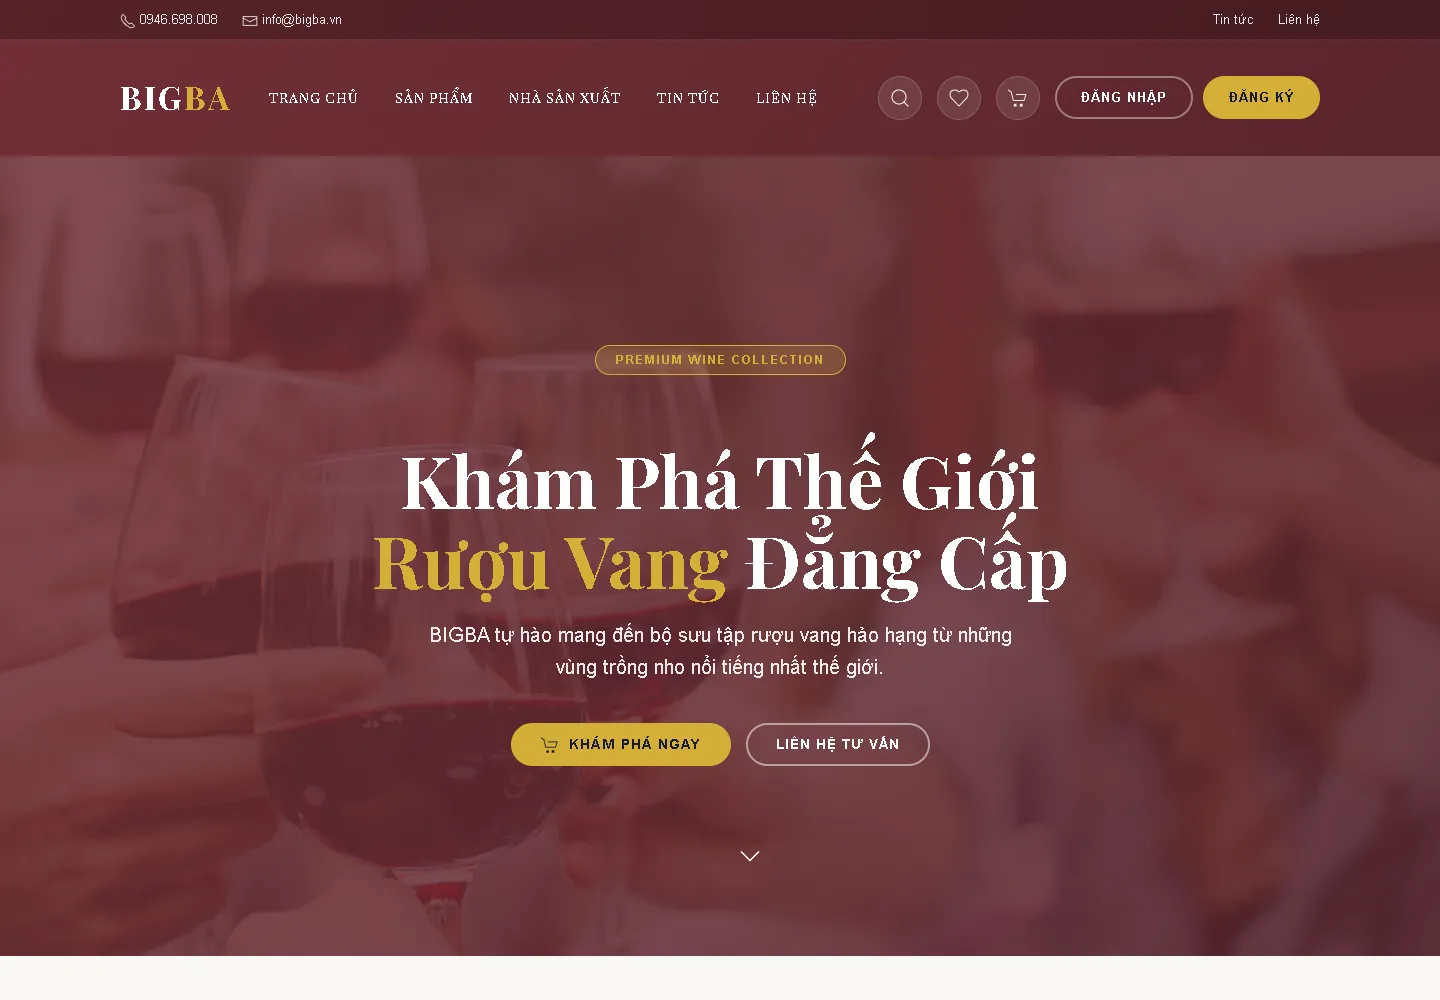 0946.698.008 info@bigba.vn Tin tức Liên hệ
BIGBA TRANG CHỦ SẢN PHẨM NHÀ SẢN XUẤT TIN TỨC LIÊN HỆ ĐĂNG NHẬP ĐĂNG KÝ
PREMIUM WINE COLLECTION
Khám Phá Thế Giới
Rượu Vang Đẳng Cấp
BIGBA tự hào mang đến bộ sưu tập rượu vang hảo hạng từ những
vùng trồng nho nổi tiếng nhất thế giới.
KHÁM PHÁ NGAY LIÊN HỆ TƯ VẤN